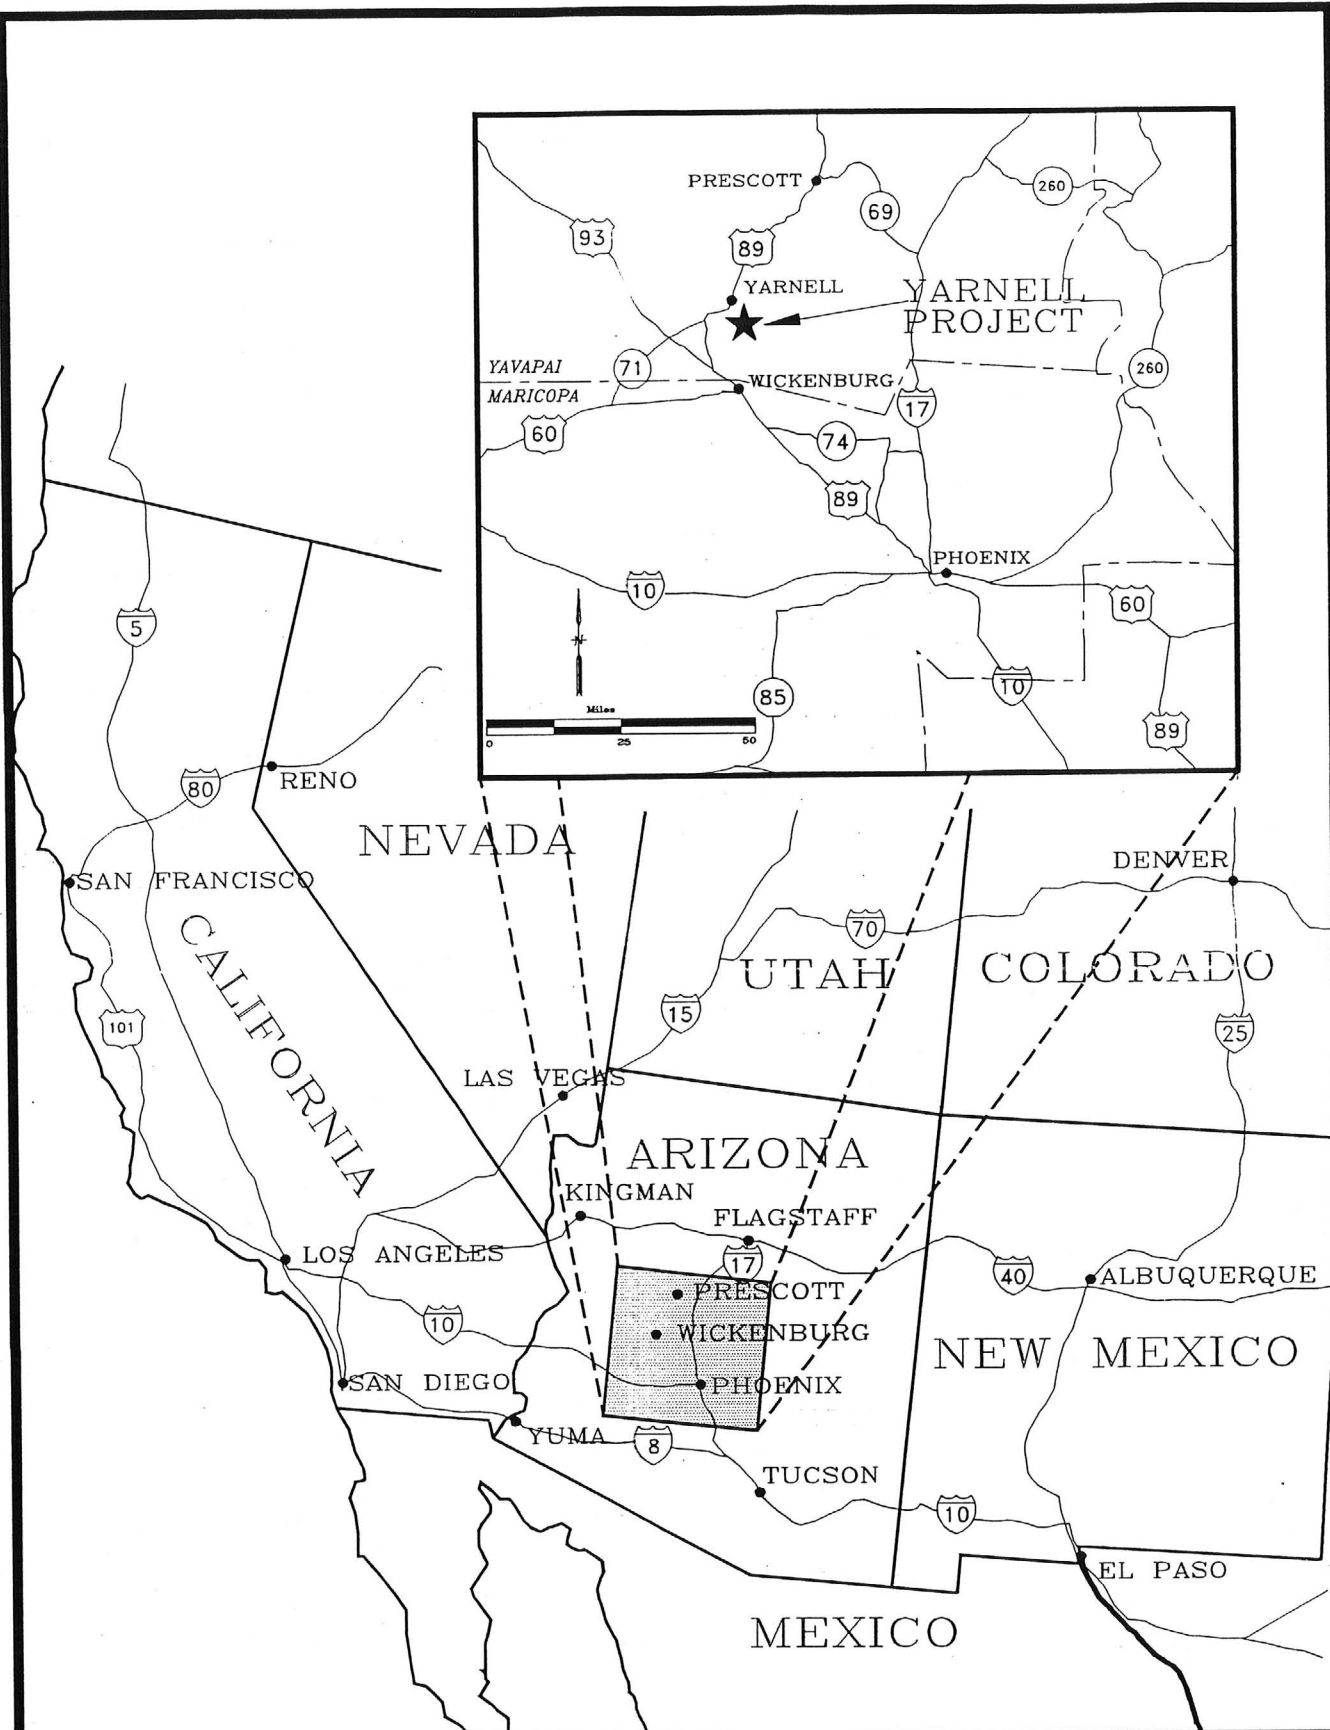 PRESCOTT
260
69
93
89
YARNELL
YARNELL
PROJECT
YAVAPAI
71
260
MARICOPA
WICKENBURG
17
60
74
89
PHOENIX
10
60
N
10
85
Miles
0 25 50
89
5
80
RENO
NEVADA
DENVER
SAN FRANCISCO
70
CALIFORNIA
UTAH
COLORADO
15
101
25
LAS VEGAS
ARIZONA
KINGMAN
FLAGSTAFF
LOS ANGELES
17
40
ALBUQUERQUE
PRESCOTT
10
WICKENBURG
NEW MEXICO
SAN DIEGO
PHOENIX
YUMA
8
TUCSON
10
EL PASO
MEXICO